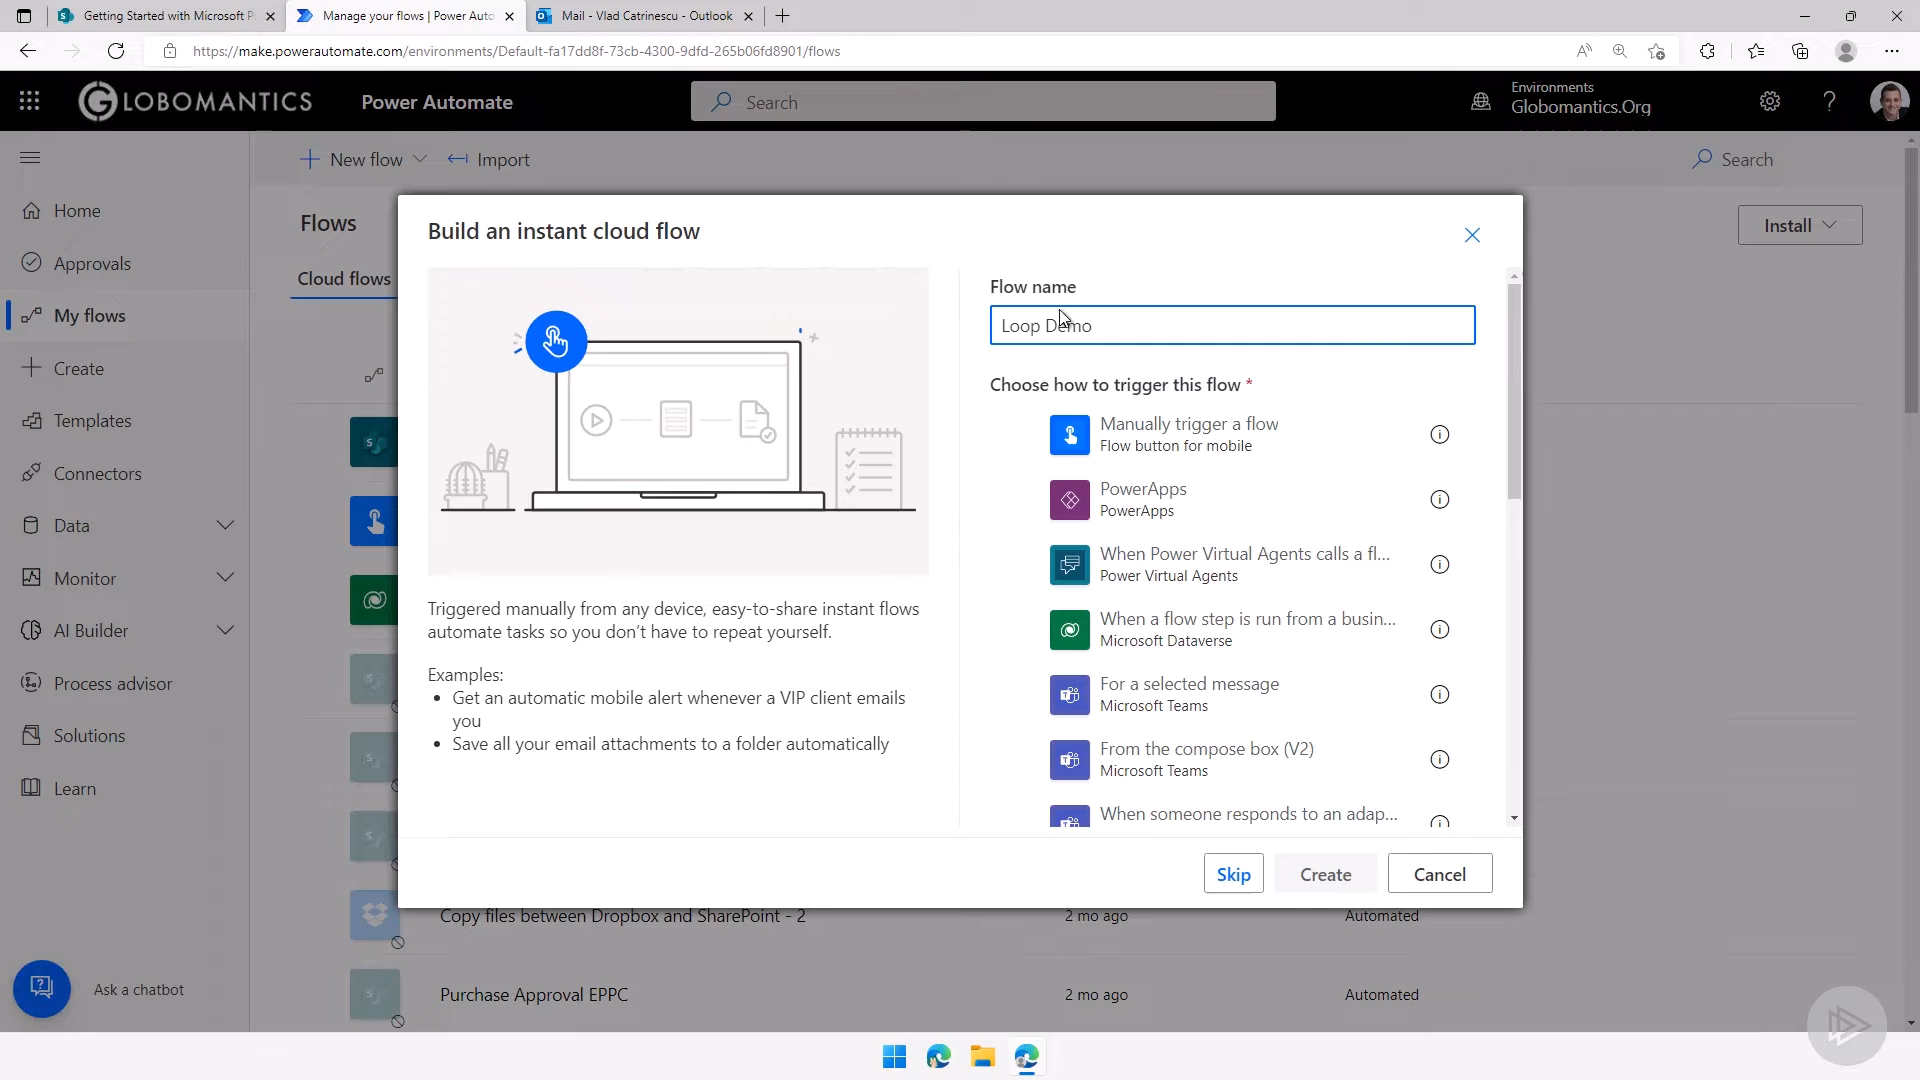 Getting Started with Microsoft P
Manage your flows | Power Auto
Mail - Vlad Catrinescu - Outlook
https://make.powerautomate.com/environments/Default-fa17dd8f-73cb-4300-9dfd-265b06fd8901/flows
GLOBOMANTICS
Power Automate
Search
Environments
Globomantics.Org
New flow
Import
Search
Home
Approvals
My flows
Create
Templates
Connectors
Data
Monitor
AI Builder
Process advisor
Solutions
Learn
Ask a chatbot
Flows
Install
Cloud flows
Build an instant cloud flow
Triggered manually from any device, easy-to-share instant flows
automate tasks so you don't have to repeat yourself.
Examples:
• Get an automatic mobile alert whenever a VIP client emails
you
• Save all your email attachments to a folder automatically
Flow name
Loop Demo
Choose how to trigger this flow *
Manually trigger a flow
Flow button for mobile
PowerApps
PowerApps
When Power Virtual Agents calls a fl...
Power Virtual Agents
When a flow step is run from a busin...
Microsoft Dataverse
For a selected message
Microsoft Teams
From the compose box (V2)
Microsoft Teams
When someone responds to an adap...
Skip
Create
Cancel
Copy files between Dropbox and SharePoint - 2
2 mo ago
Automated
Purchase Approval EPPC
2 mo ago
Automated